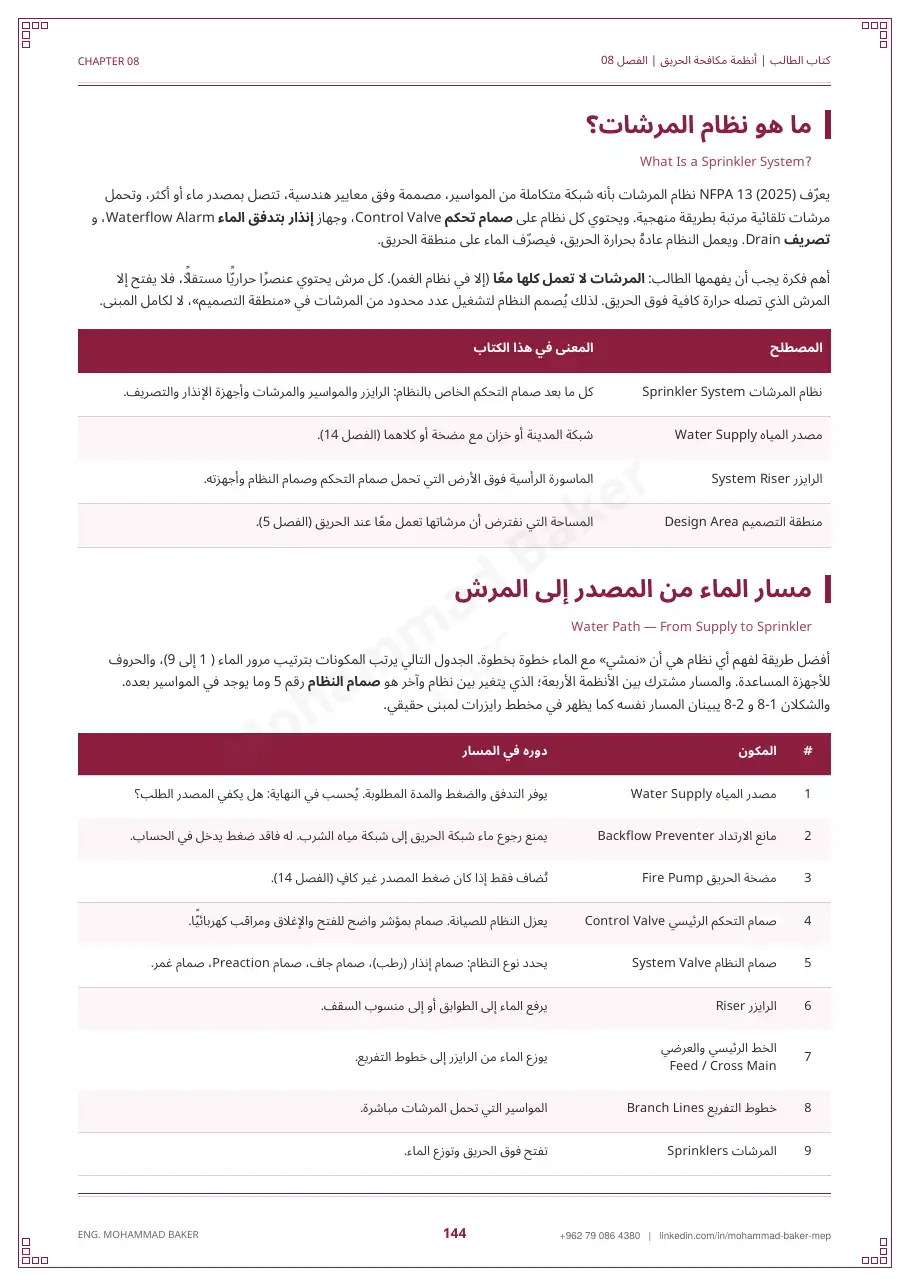 كتاب الطالب | أنظمة مكافحة الحريق | الفصل 08
CHAPTER 08
ما هو نظام المرشات؟
What Is a Sprinkler System?
يعرّف NFPA 13 (2025) نظام المرشات بأنه شبكة متكاملة من المواسير، مصممة وفق معايير هندسية، تتصل بمصدر ماء أو أكثر، وتحمل
مرشات تلقائية مرتبة بطريقة منهجية. ويحتوي كل نظام على صمام تحكم Control Valve، وجهاز إنذار بتدفق الماء Waterflow Alarm، و
تصريف Drain. ويعمل النظام عادةً بحرارة الحريق، فيصرّف الماء على منطقة الحريق.
أهم فكرة يجب أن يفهمها الطالب: المرشات لا تعمل كلها معًا (إلا في نظام الغمر). كل مرش يحتوي عنصرًا حراريًّا مستقلًّا، فلا يفتح إلا
المرش الذي تصله حرارة كافية فوق الحريق. لذلك يُصمم النظام لتشغيل عدد محدود من المرشات في «منطقة التصميم»، لا لكامل المبنى.
المصطلح المعنى في هذا الكتاب
نظام المرشات Sprinkler System كل ما بعد صمام التحكم الخاص بالنظام: الرايزر والمواسير والمرشات وأجهزة الإنذار والتصريف.
مصدر المياه Water Supply شبكة المدينة أو خزان مع مضخة أو كلاهما (الفصل 14).
الرايزر System Riser الماسورة الرأسية فوق الأرض التي تحمل صمام التحكم وصمام النظام وأجهزته.
منطقة التصميم Design Area المساحة التي نفترض أن مرشاتها تعمل معًا عند الحريق (الفصل 5).
مسار الماء من المصدر إلى المرش
Water Path — From Supply to Sprinkler
أفضل طريقة لفهم أي نظام هي أن «نمشي» مع الماء خطوة بخطوة. الجدول التالي يرتب المكونات بترتيب مرور الماء ( 1 إلى 9)، والحروف
للأجهزة المساعدة. والمسار مشترك بين الأنظمة الأربعة؛ الذي يتغير بين نظام وآخر هو صمام النظام رقم 5 وما يوجد في المواسير بعده.
والشكلان 1-8 و 2-8 يبينان المسار نفسه كما يظهر في مخطط رايزرات لمبنى حقيقي.
# المكون دوره في المسار
1 مصدر المياه Water Supply يوفر التدفق والضغط والمدة المطلوبة. يُحسب في النهاية: هل يكفي المصدر الطلب؟
2 مانع الارتداد Backflow Preventer يمنع رجوع ماء شبكة الحريق إلى شبكة مياه الشرب. له فاقد ضغط يدخل في الحساب.
3 مضخة الحريق Fire Pump تُضاف فقط إذا كان ضغط المصدر غير كافٍ (الفصل 14).
4 صمام التحكم الرئيسي Control Valve يعزل النظام للصيانة. صمام بمؤشر واضح للفتح والإغلاق ومراقب كهربائيًّا.
5 صمام النظام System Valve يحدد نوع النظام: صمام إنذار (رطب)، صمام جاف، صمام Preaction، صمام غمر.
6 الرايزر Riser يرفع الماء إلى الطوابق أو إلى منسوب السقف.
7 الخط الرئيسي والعرضي
Feed / Cross Main يوزع الماء من الرايزر إلى خطوط التفريع.
8 خطوط التفريع Branch Lines المواسير التي تحمل المرشات مباشرة.
9 المرشات Sprinklers تفتح فوق الحريق وتوزع الماء.
Mohammad Baker
ENG. MOHAMMAD BAKER
144
+962 79 086 4380 | linkedin.com/in/mohammad-baker-mep